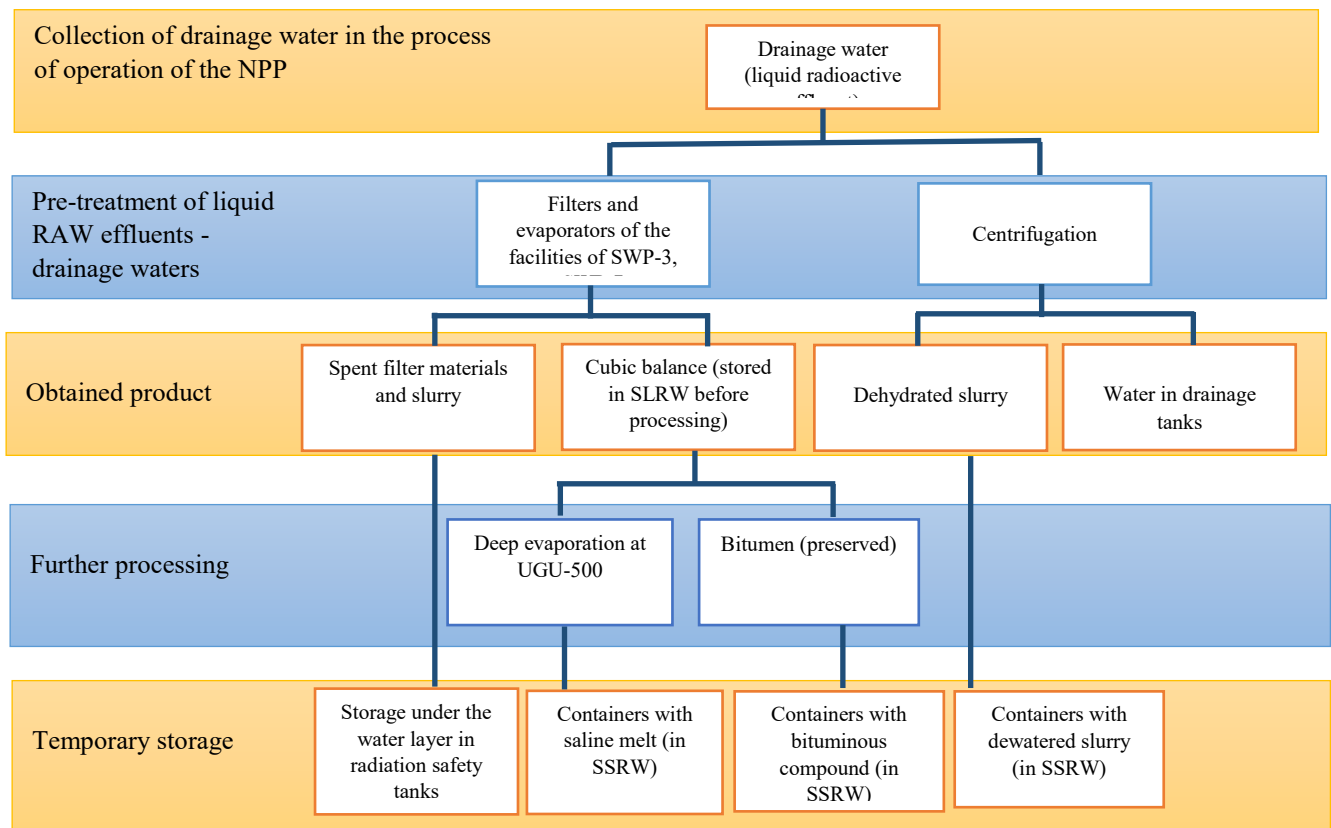 Collection of drainage water in the process
of operation of the NPP
Drainage water
(liquid radioactive
Pre-treatment of liquid
RAW effluents -
drainage waters
Filters and
evaporators of the
facilities of SWP-3,
Centrifugation
Obtained product
Spent filter materials
and slurry
Cubic balance (stored
in SLRW before
processing)
Dehydrated slurry
Water in drainage
tanks
Further processing
Deep evaporation at
UGU-500
Bitumen (preserved)
Temporary storage
Storage under the
water layer in
radiation safety
tanks
Containers with
saline melt (in
SSRW)
Containers with
bituminous
compound (in
SSRW)
Containers with
dewatered slurry
(in SSRW)